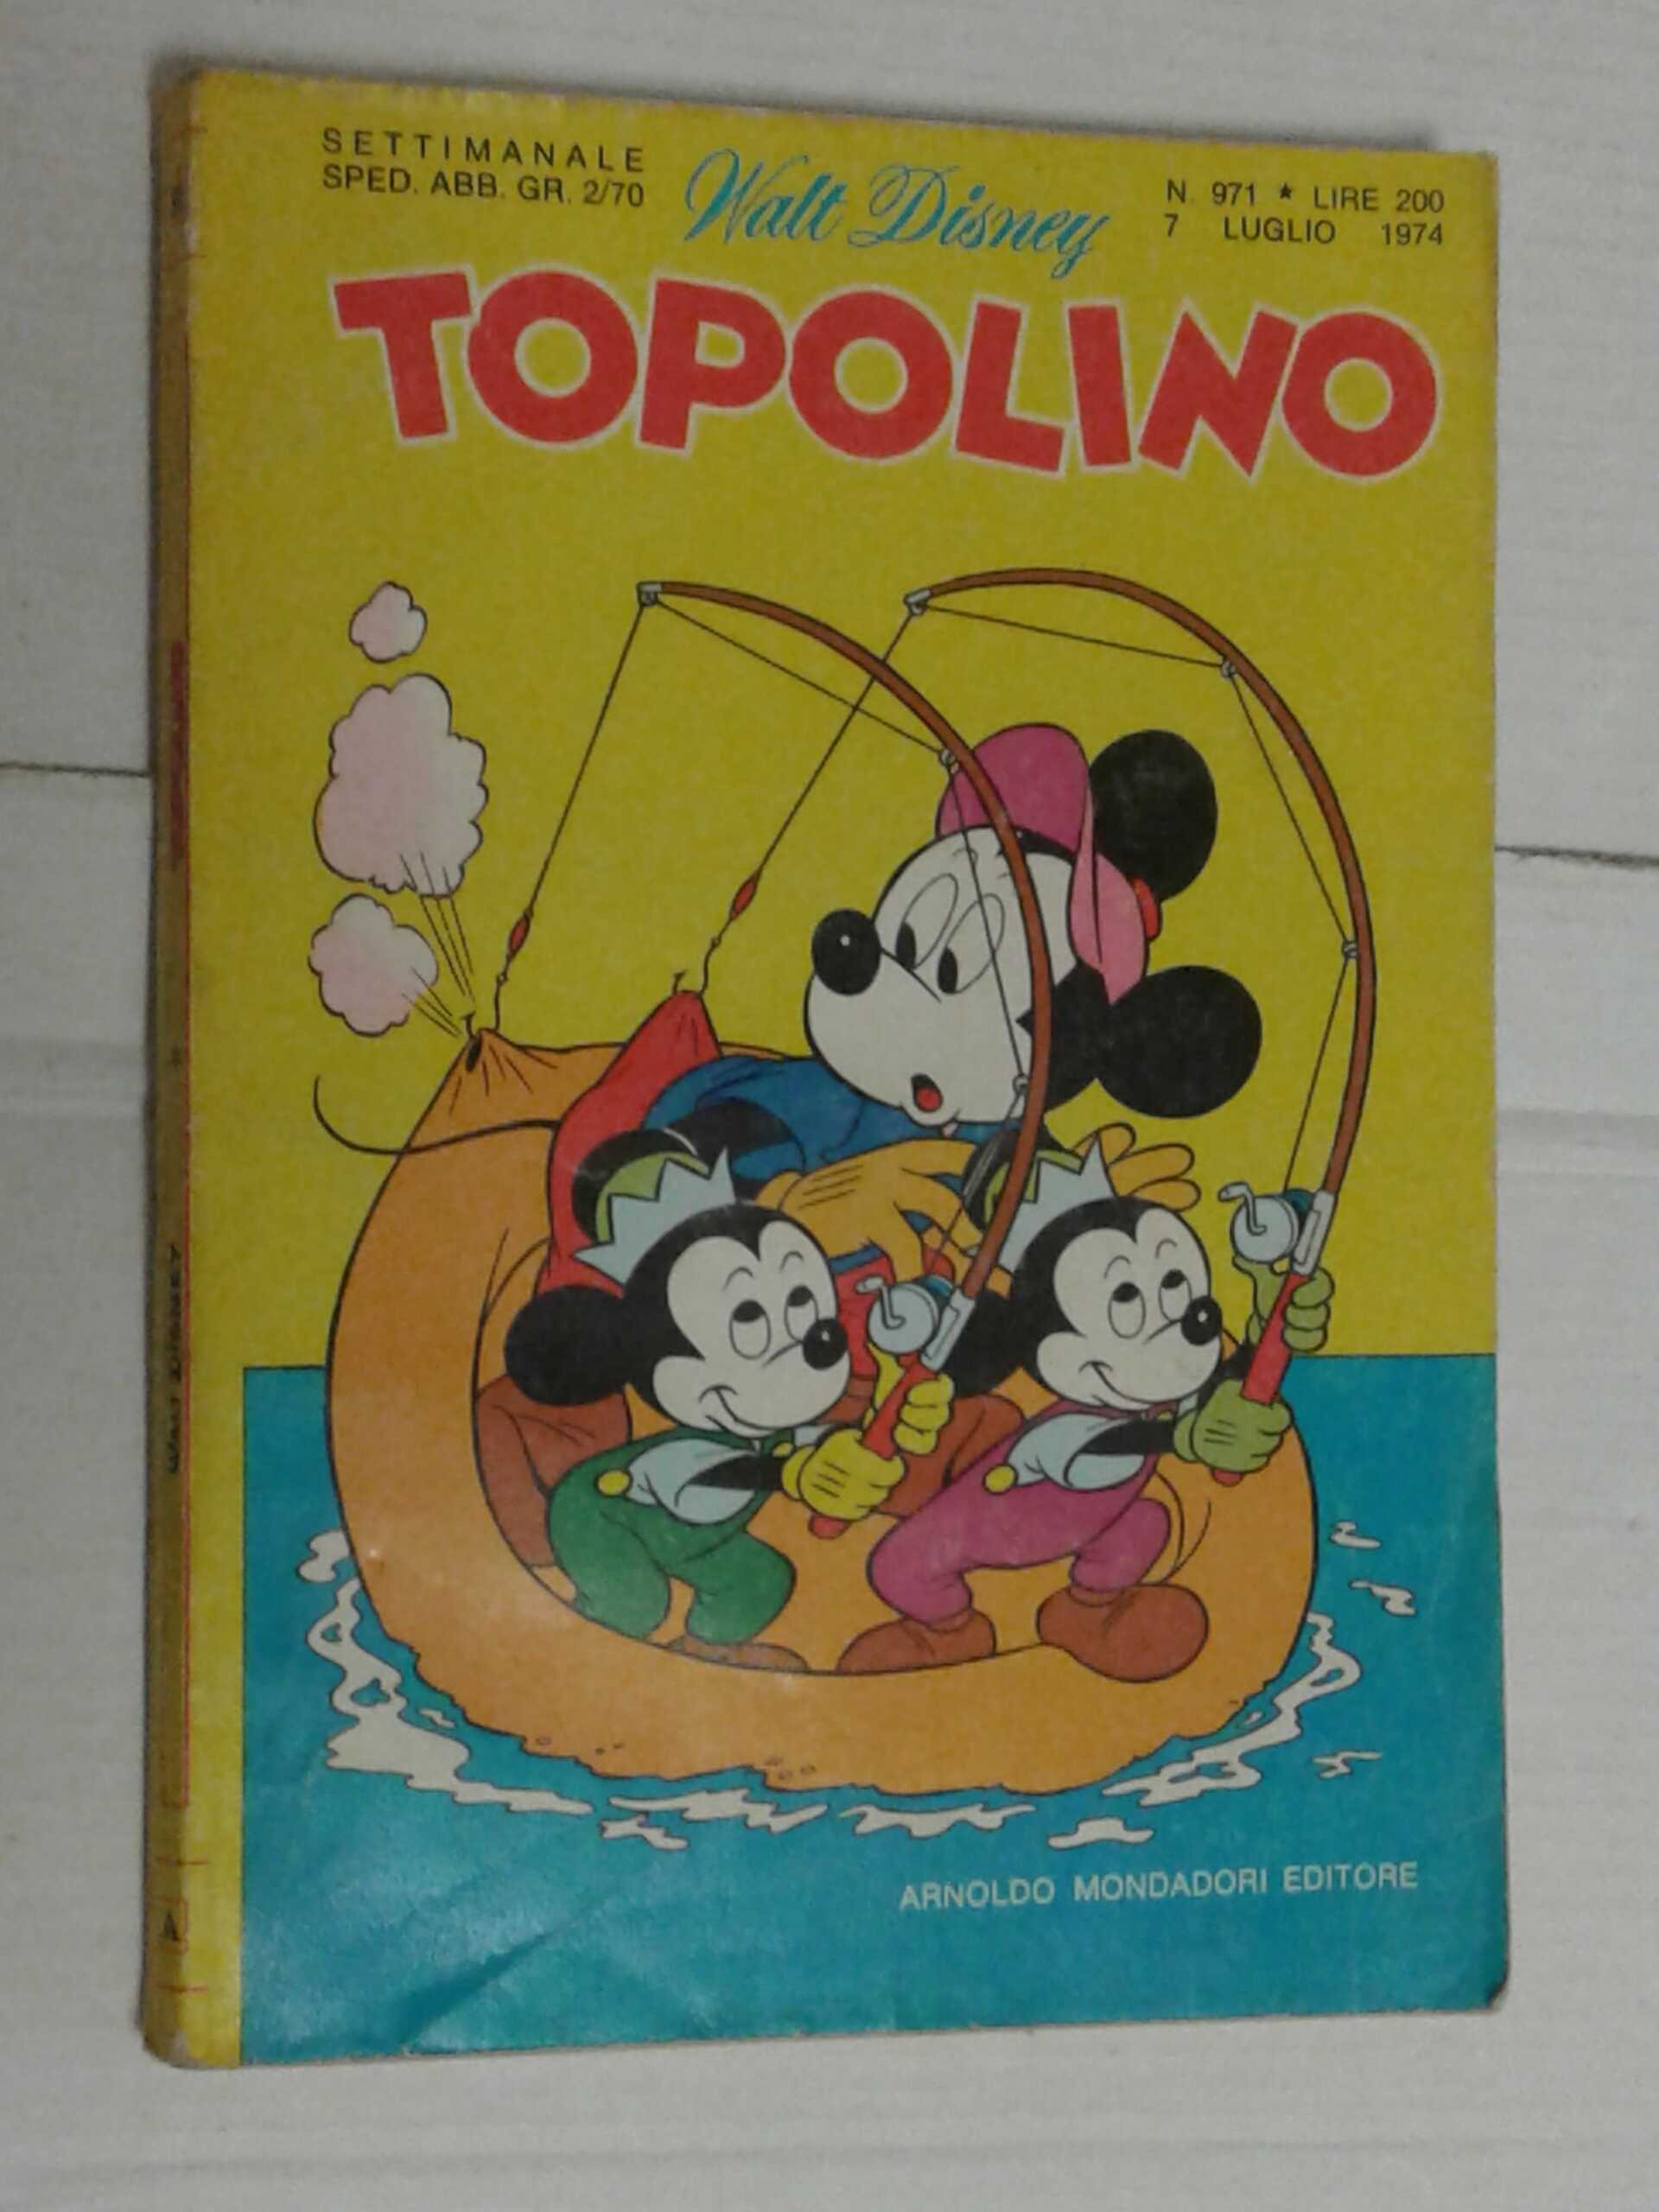 SETTIMANALE
SPED. ABB. GR. 2/70
Walt Disney
N. 971 * LIRE 200
7 LUGLIO 1974
TOPOLINO
WALT DISNEY
ARNOLDO MONDADORI EDITORE